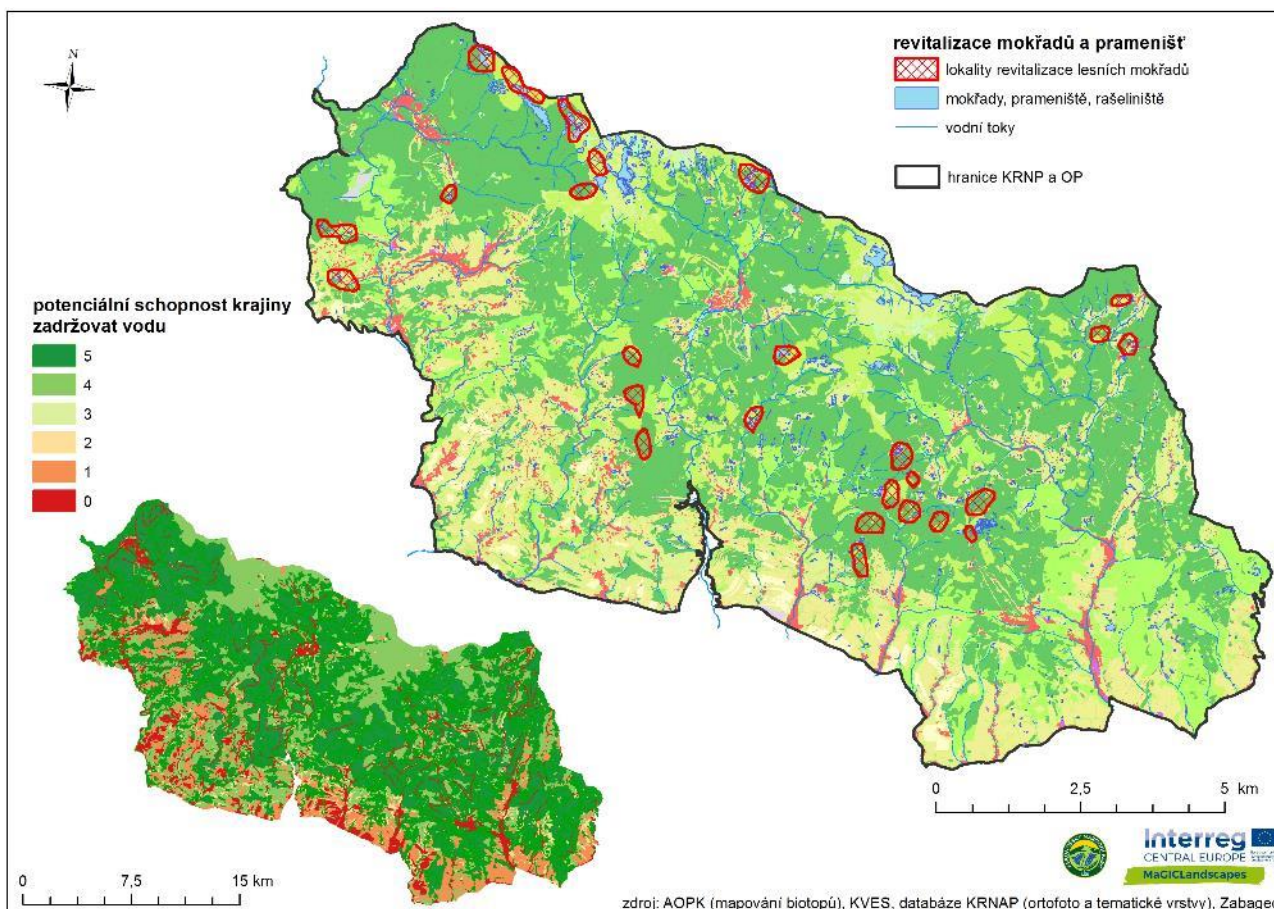 N
revitalizace mokřadů a pramenišť
lokality revitalizace lesních mokřadů
mokřady, prameniště, rašeliniště
vodní toky
hranice KRNP a OP
potenciální schopnost krajiny
zadržovat vodu
5
4
3
2
1
0
0 2,5 5 km
Interreg
CENTRAL EUROPE
MaGICLandscapes
0 7,5 15 km
zdroj: AOPK (mapování biotopů), KVES, databáze KRNAP (ortofoto a tematické vrstvy), Zabaged